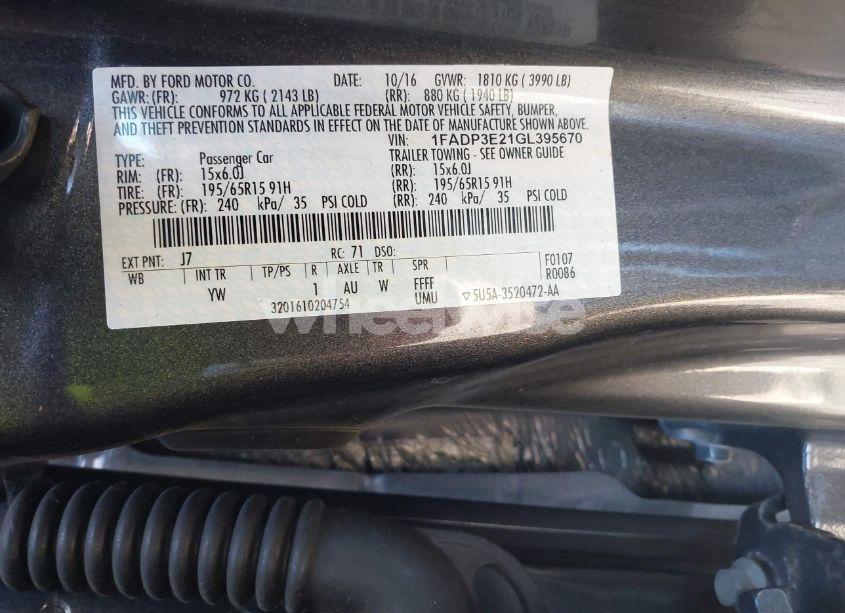 MFD. BY FORD MOTOR CO. DATE: 10/16 GVWR: 1810 KG ( 3990 LB)
GAWR: (FR): 972 KG ( 2143 LB) (RR): 880 KG ( 1940 LB)
THIS VEHICLE CONFORMS TO ALL APPLICABLE FEDERAL MOTOR VEHICLE SAFETY, BUMPER,
AND THEFT PREVENTION STANDARDS IN EFFECT ON THE DATE OF MANUFACTURE SHOWN ABOVE.
VIN: 1FADP3E21GL395670
TYPE: Passenger Car TRAILER TOWING - SEE OWNER GUIDE
RIM: (FR): 15x6.0J (RR): 15x6.0J
TIRE: (FR): 195/65R15 91H (RR): 195/65R15 91H
PRESSURE: (FR): 240 kPa/ 35 PSI COLD (RR): 240 kPa/ 35 PSI COLD
EXT PNT: J7 RC: 71 DSO: F0107
WB INT TR TP/PS R AXLE TR SPR R0086
YW 1 AU W FFFF
3201610204754 UMU ▽5U5A-3520472-AA